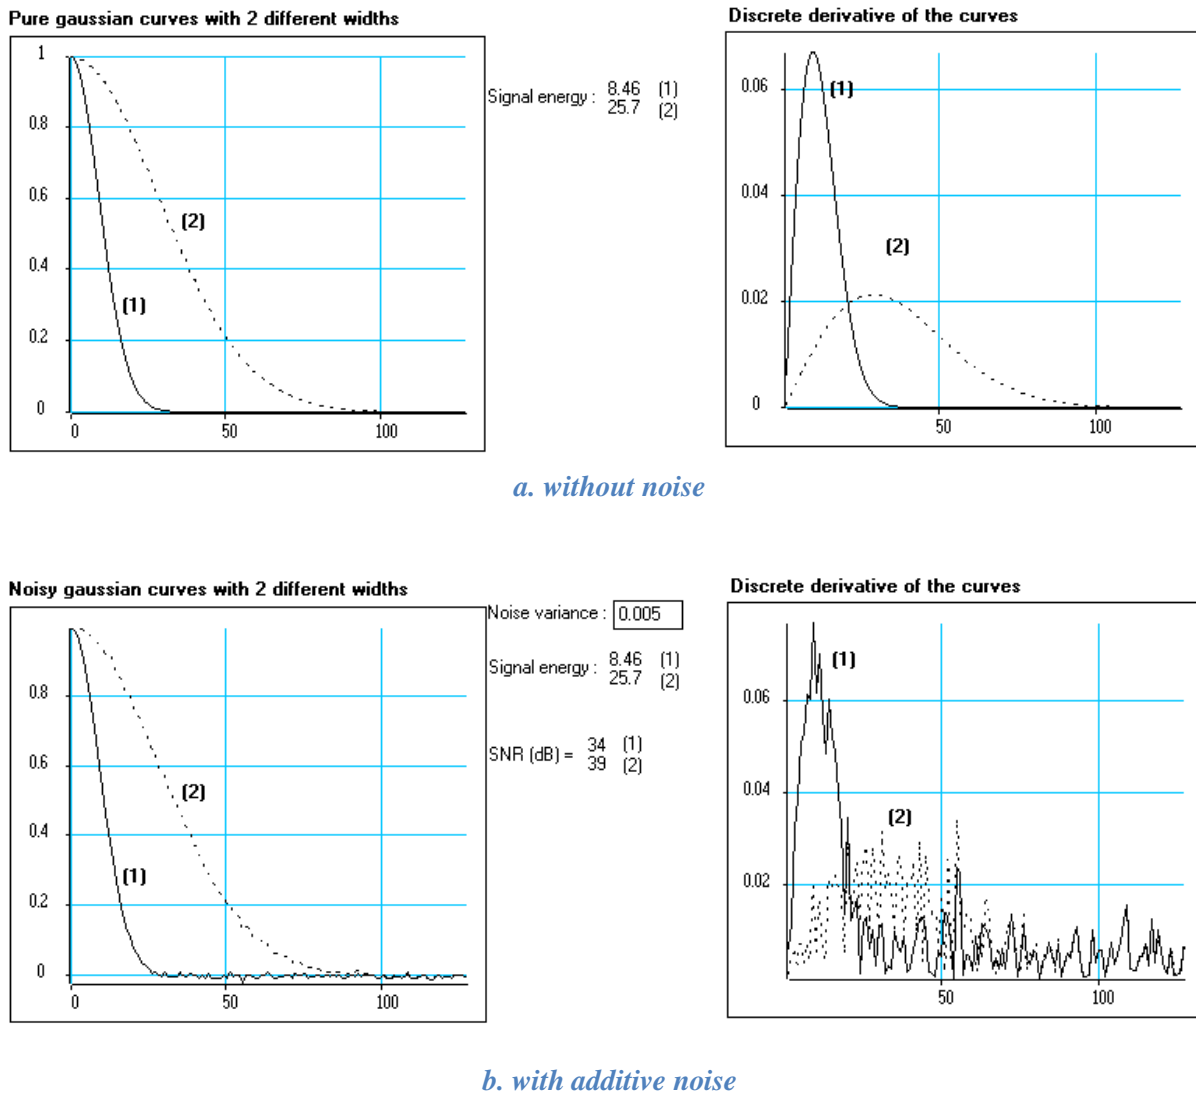 Pure gaussian curves with 2 different widths
Discrete derivative of the curves
1
0.8
0.6
0.4
0.2
0
0 50 100
(1)
(2)
Signal energy : 8.46 (1)
25.7 (2)
0.06
0.04
0.02
0
50 100
(1)
(2)
a. without noise
Noisy gaussian curves with 2 different widths
Discrete derivative of the curves
0.8
0.6
0.4
0.2
0
0 50 100
(1)
(2)
Noise variance : 0.005
Signal energy : 8.46 (1)
25.7 (2)
SNR (dB) = 34 (1)
39 (2)
0.06
0.04
0.02
50 100
(1)
(2)
b. with additive noise